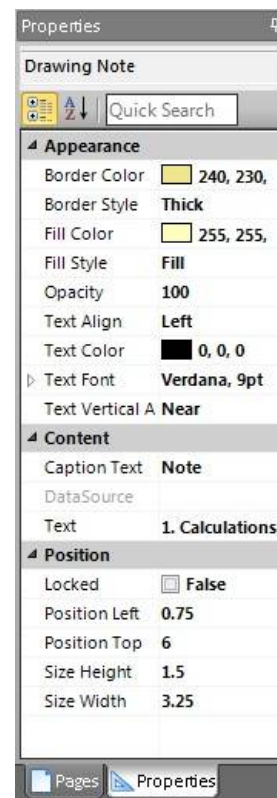 Properties
Drawing Note
Quick Search
Appearance
Border Color 240, 230,
Border Style Thick
Fill Color 255, 255,
Fill Style Fill
Opacity 100
Text Align Left
Text Color 0, 0, 0
Text Font Verdana, 9pt
Text Vertical A Near
Content
Caption Text Note
DataSource
Text 1. Calculations
Position
Locked False
Position Left 0.75
Position Top 6
Size Height 1.5
Size Width 3.25
Pages Properties